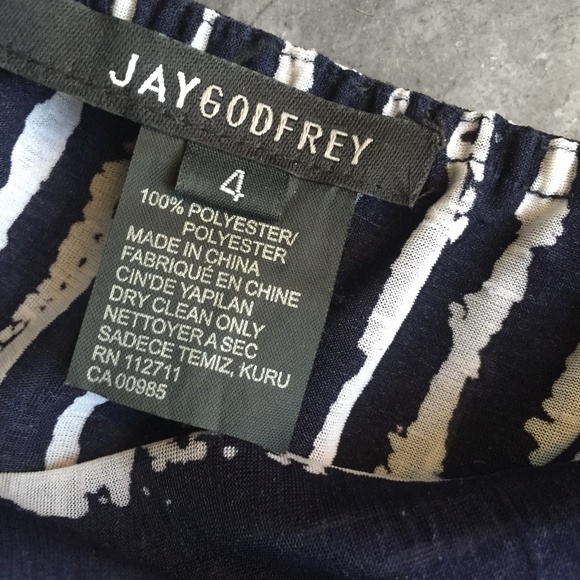 JAYGODFREY
4
100% POLYESTER/
POLYESTER
MADE IN CHINA
FABRIQUÉ EN CHINE
CIN'DE YAPILAN
DRY CLEAN ONLY
NETTOYER A SEC
SADECE TEMIZ, KURU
RN 112711
CA 00985